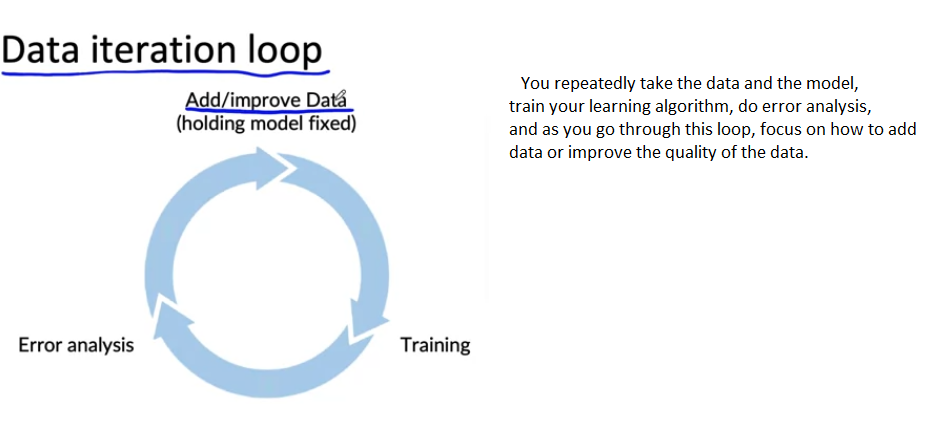 Data iteration loop
Add/improve Data
(holding model fixed)
Training
Error analysis
You repeatedly take the data and the model,
train your learning algorithm, do error analysis,
and as you go through this loop, focus on how to add
data or improve the quality of the data.